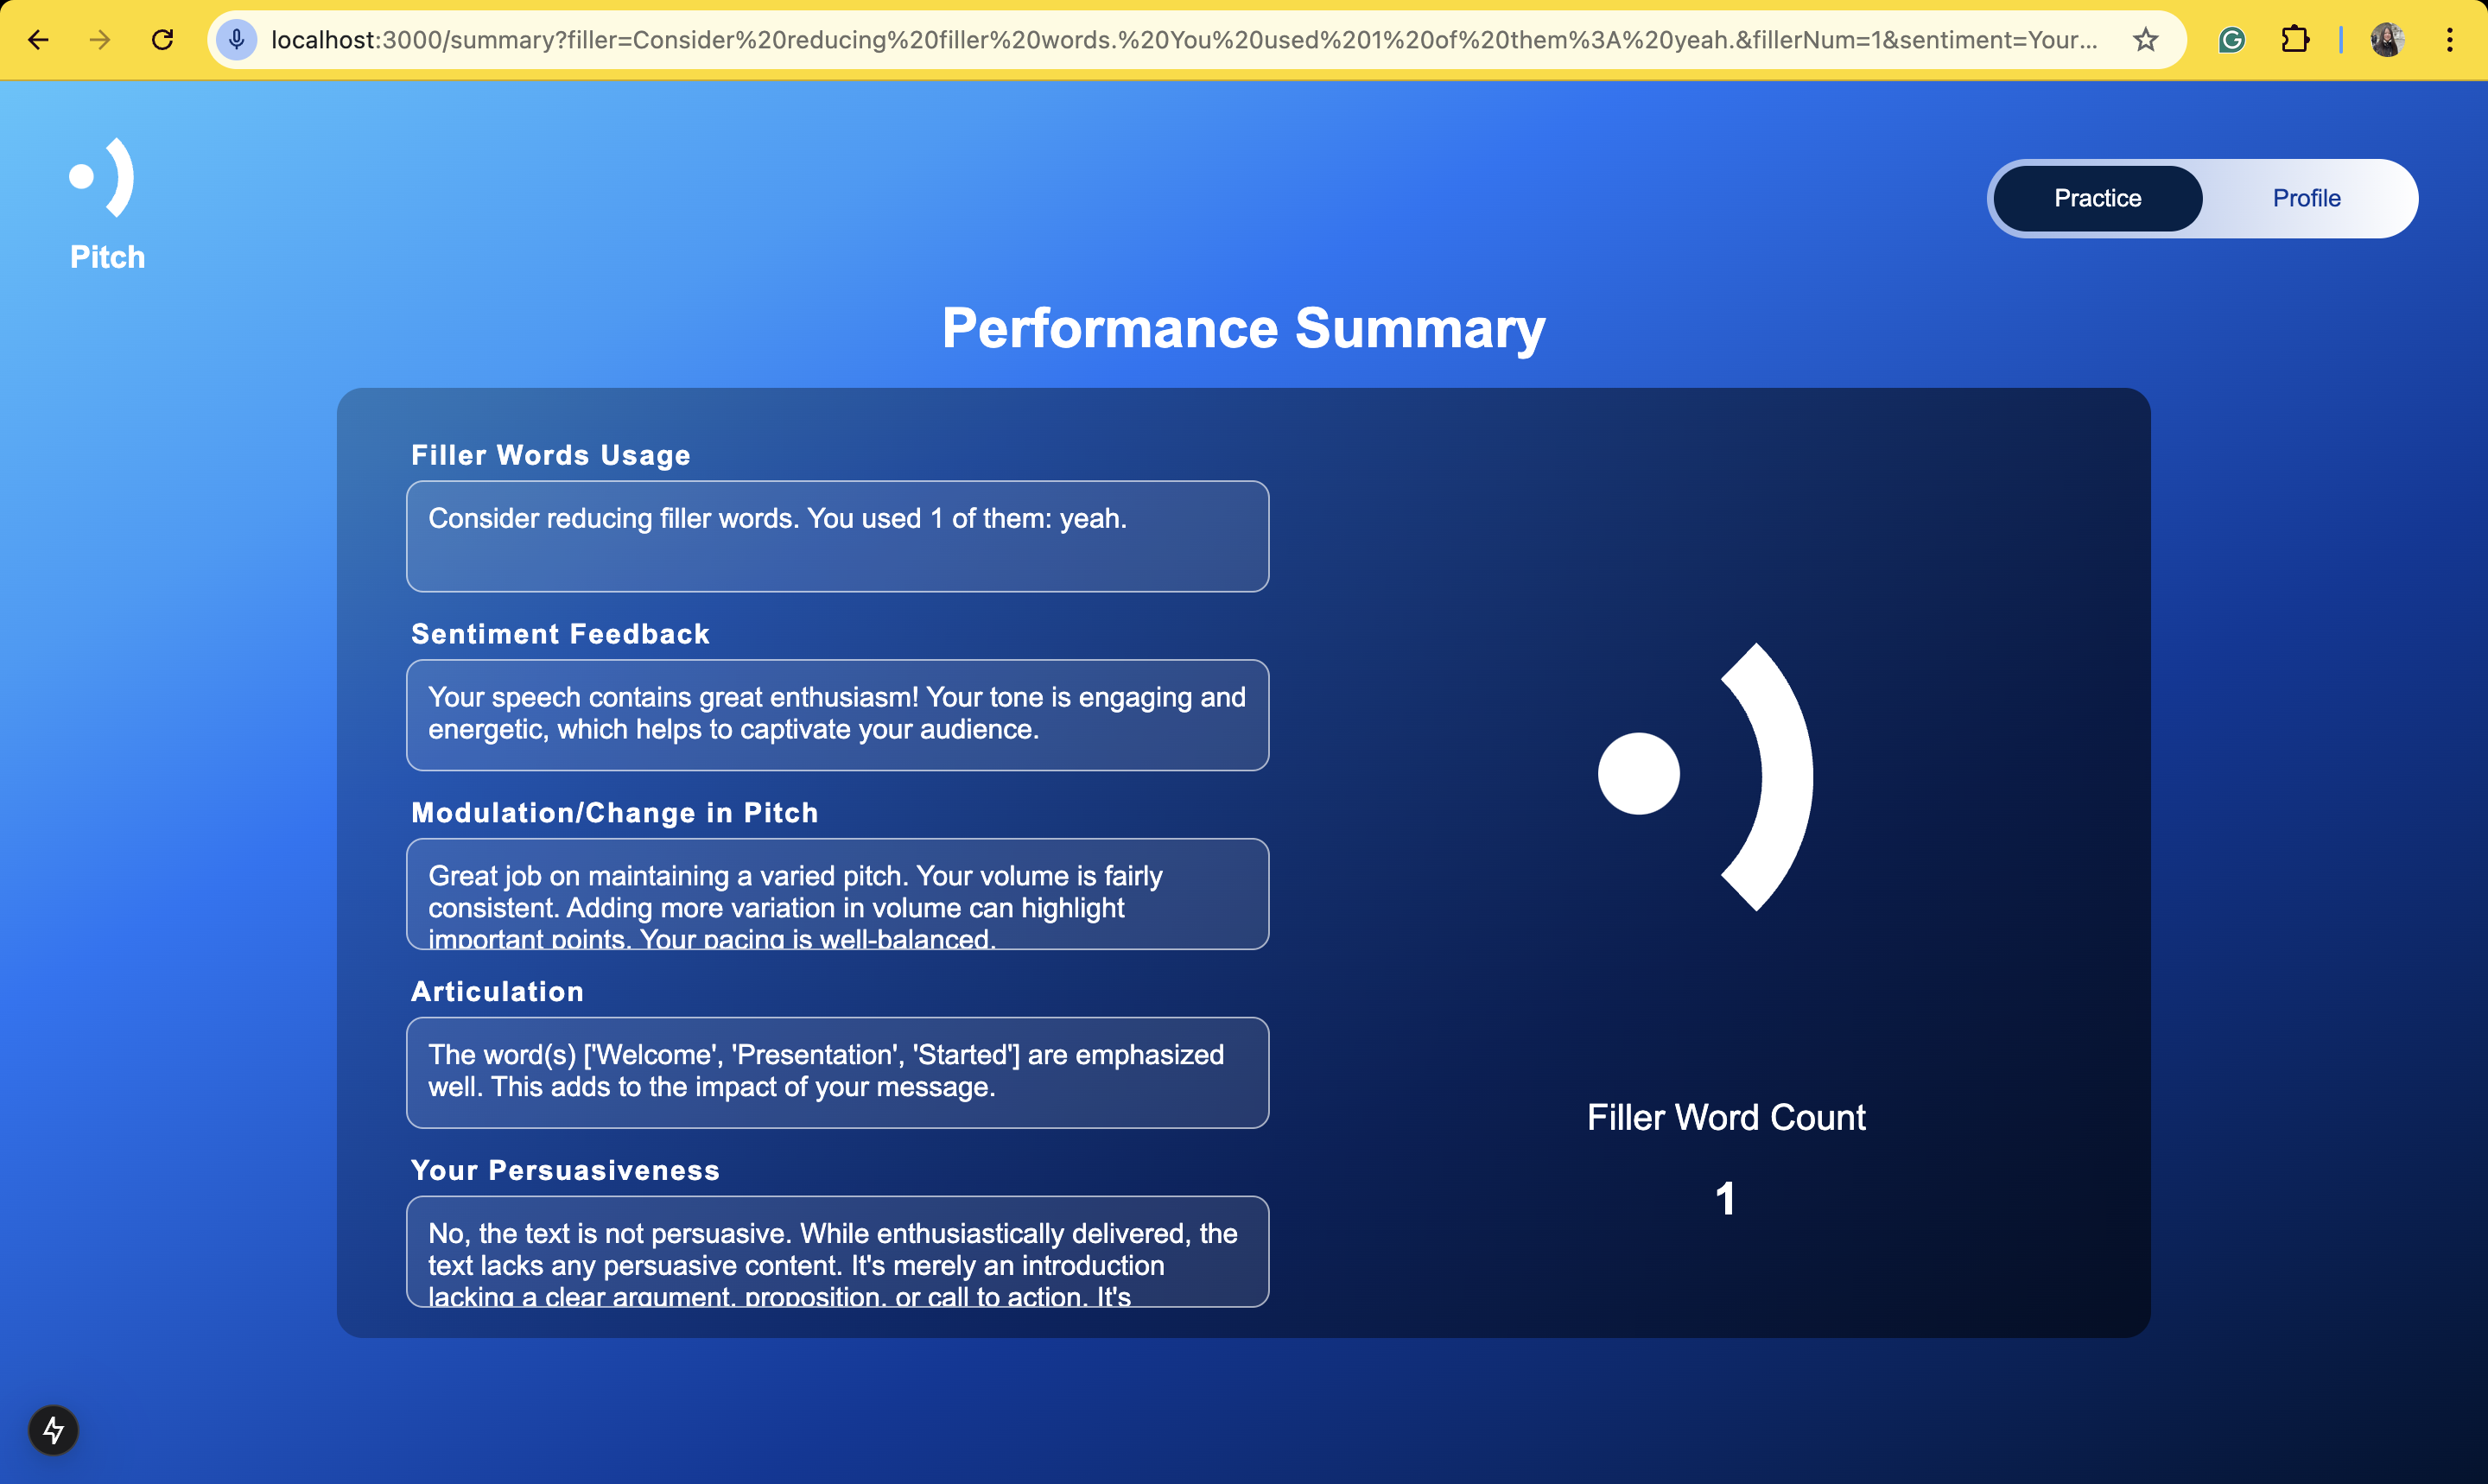 localhost:3000/summary?filler=Consider%20reducing%20filler%20words.%20You%20used%201%20of%20them%3A%20yeah.&fillerNum=1&sentiment=Your...
Pitch
Practice
Profile
Performance Summary
Filler Words Usage
Consider reducing filler words. You used 1 of them: yeah.
Sentiment Feedback
Your speech contains great enthusiasm! Your tone is engaging and
energetic, which helps to captivate your audience.
Modulation/Change in Pitch
Great job on maintaining a varied pitch. Your volume is fairly
consistent. Adding more variation in volume can highlight
important points. Your pacing is well-balanced.
Articulation
The word(s) ['Welcome', 'Presentation', 'Started'] are emphasized
well. This adds to the impact of your message.
Your Persuasiveness
No, the text is not persuasive. While enthusiastically delivered, the
text lacks any persuasive content. It's merely an introduction
lacking a clear argument, proposition, or call to action. It's
Filler Word Count
1